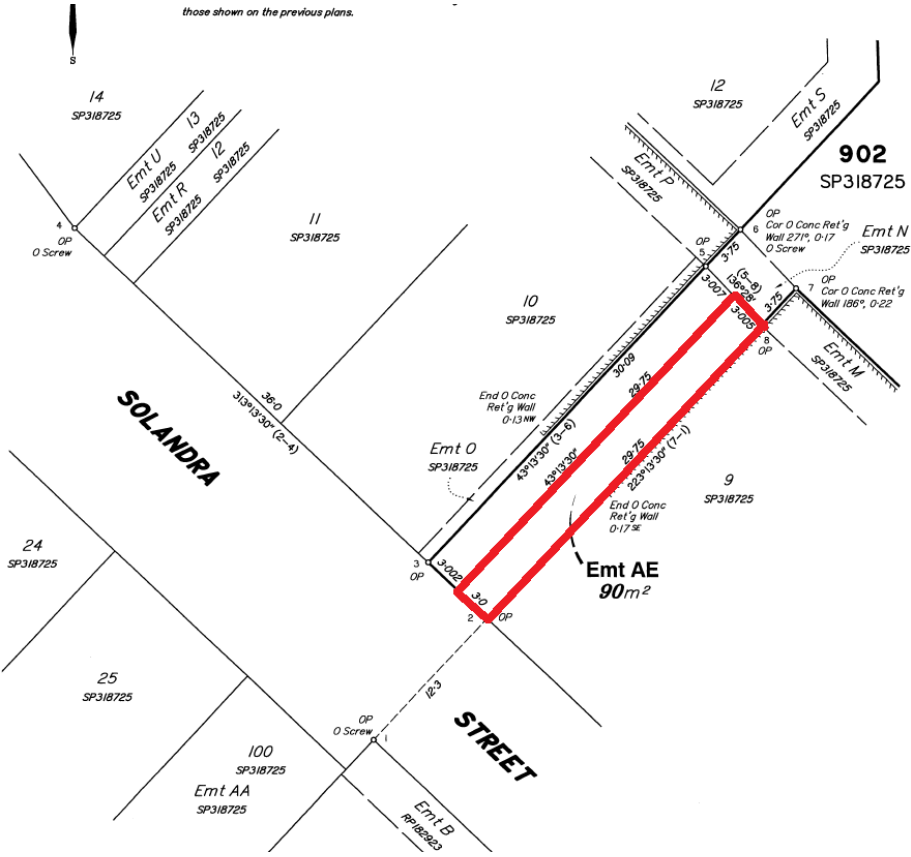 those shown on the previous plans.
S
14
SP318725
Emt U
SP318725
13
SP318725
Emt R
SP318725
12
SP318725
4
OP
O Screw
11
SP318725
12
SP318725
Emt S
SP318725
902
SP318725
Emt P
SP318725
6
OP
Cor O Conc Ret'g
Wall 271°, 0·17
O Screw
Emt N
SP318725
OP
5
3·75
(5-8)
136°28'
3·007
3·005
3·75
7
OP
Cor O Conc Ret'g
Wall 186°, 0·22
8
OP
Emt M
SP318725
10
SP318725
30·09
29·75
End O Conc
Ret'g Wall
0·13 NW
43°13'30" (3-6)
43°13'30"
29·75
223°13'30" (7-1)
36·0
313°13'30" (2-4)
SOLANDRA
Emt O
SP318725
9
SP318725
End O Conc
Ret'g Wall
0·17 SE
Emt AE
90m²
24
SP318725
3
OP
3·002
3·0
2
OP
25
SP318725
12·3
STREET
OP
O Screw
1
100
SP318725
Emt AA
SP318725
Emt B
RP182923